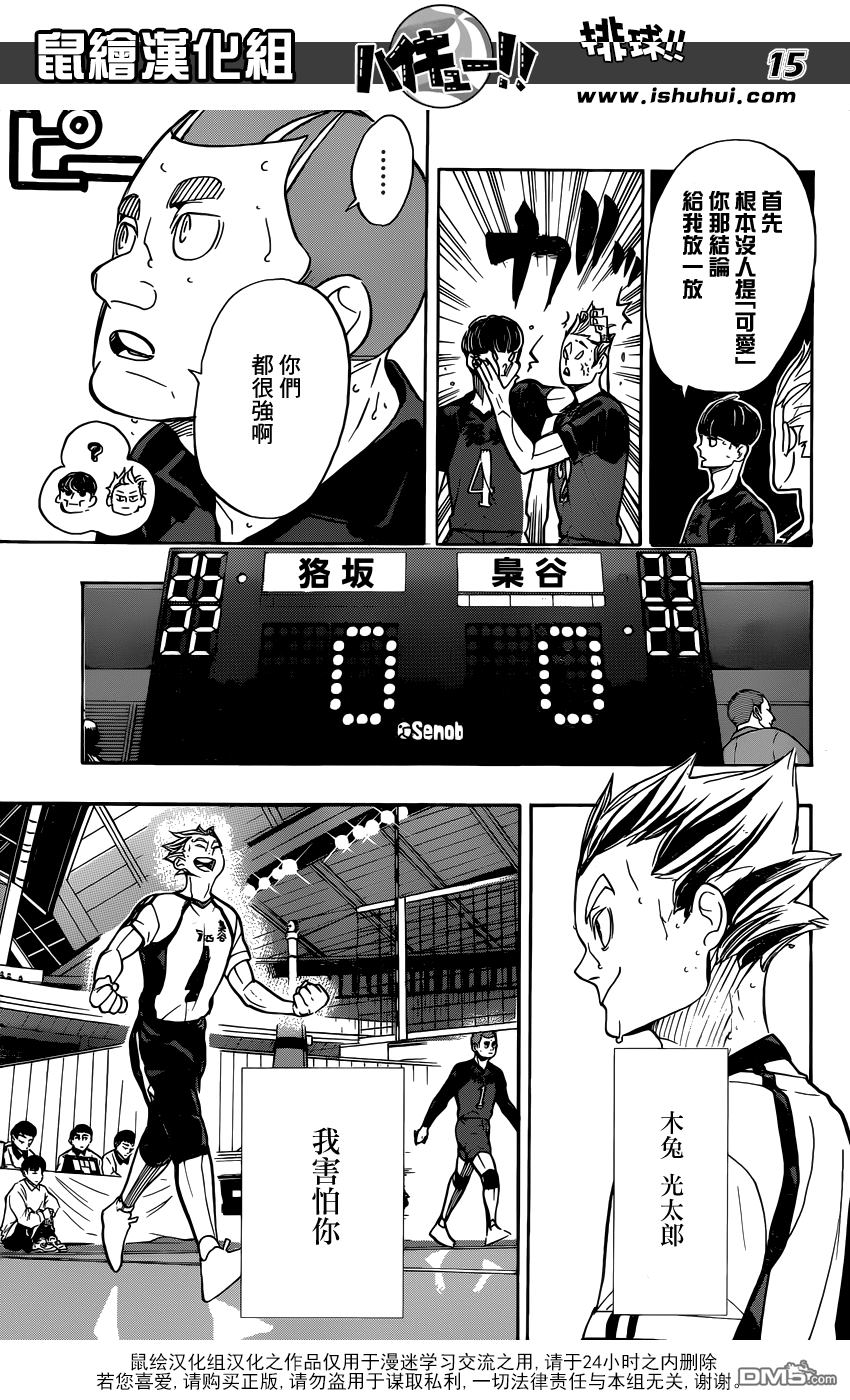 鼠繪漢化組
ハイキュー!!
排球!!
15
www.ishuhui.com
首先
根本沒人提「可愛」
你那結論
給我放一放
4
……
你們
都很強啊
?
狢坂
梟谷
25
25
0
0
Senob
木兔 光太郎
梟谷
1
我害怕你
鼠绘汉化组汉化之作品仅用于漫迷学习交流之用,请于24小时之内删除
若您喜爱,请购买正版,请勿盗用于谋取私利,一切法律责任与本组无关,谢谢。
DM5.com